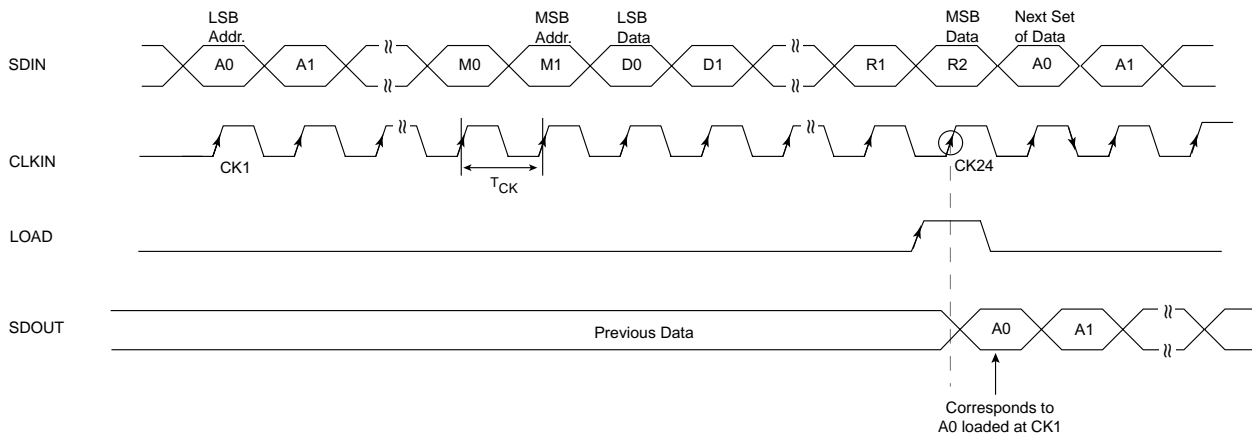 LSB
Addr.
MSB
Addr.
LSB
Data
MSB
Data
Next Set
of Data
SDIN
A0
A1
M0
M1
D0
D1
R1
R2
A0
A1
CLKIN
CK1
TCK
CK24
LOAD
SDOUT
Previous Data
A0
A1
Corresponds to
A0 loaded at CK1